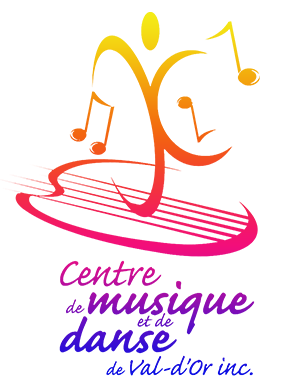 Centre
de musique
et de
danse
de Val-d'Or inc.